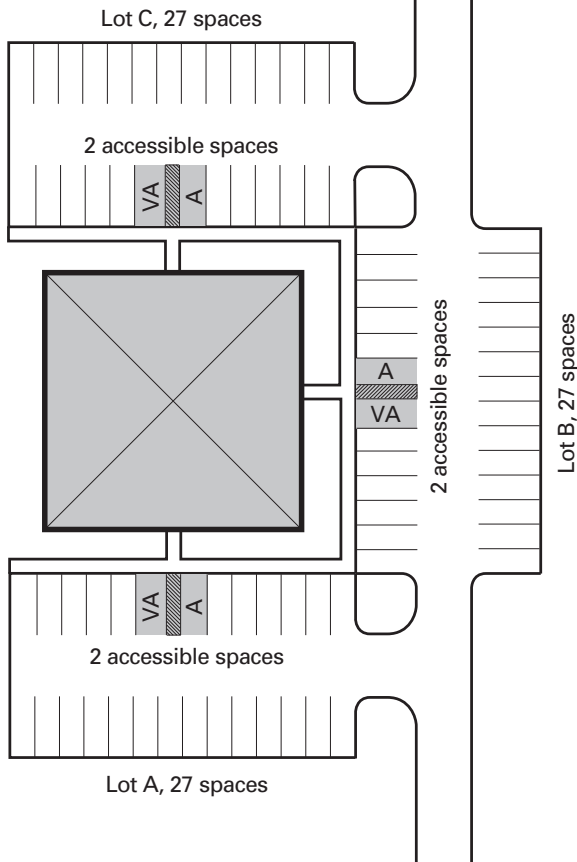 Lot C, 27 spaces
2 accessible spaces
VA
A
A
VA
2 accessible spaces
Lot B, 27 spaces
VA
A
2 accessible spaces
Lot A, 27 spaces